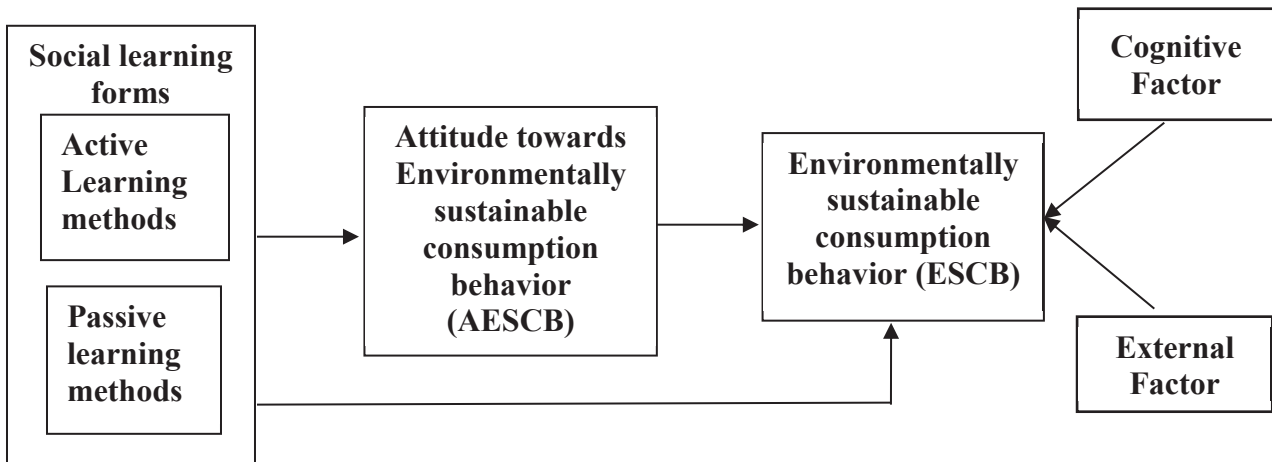 Social learning
forms
Active
Learning
methods
Passive
learning
methods
Attitude towards
Environmentally
sustainable
consumption
behavior
(AESCB)
Environmentally
sustainable
consumption
behavior (ESCB)
Cognitive
Factor
External
Factor